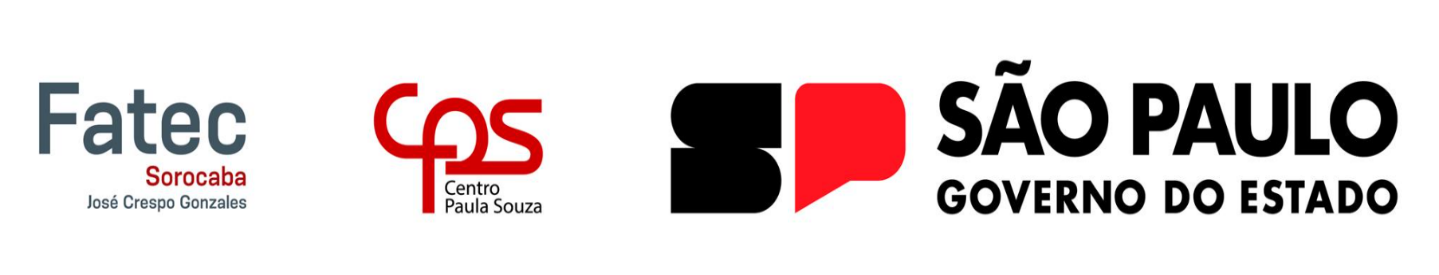 Fatec
Sorocaba
José Crespo Gonzales
cps
Centro
Paula Souza
SP
SÃO PAULO
GOVERNO DO ESTADO